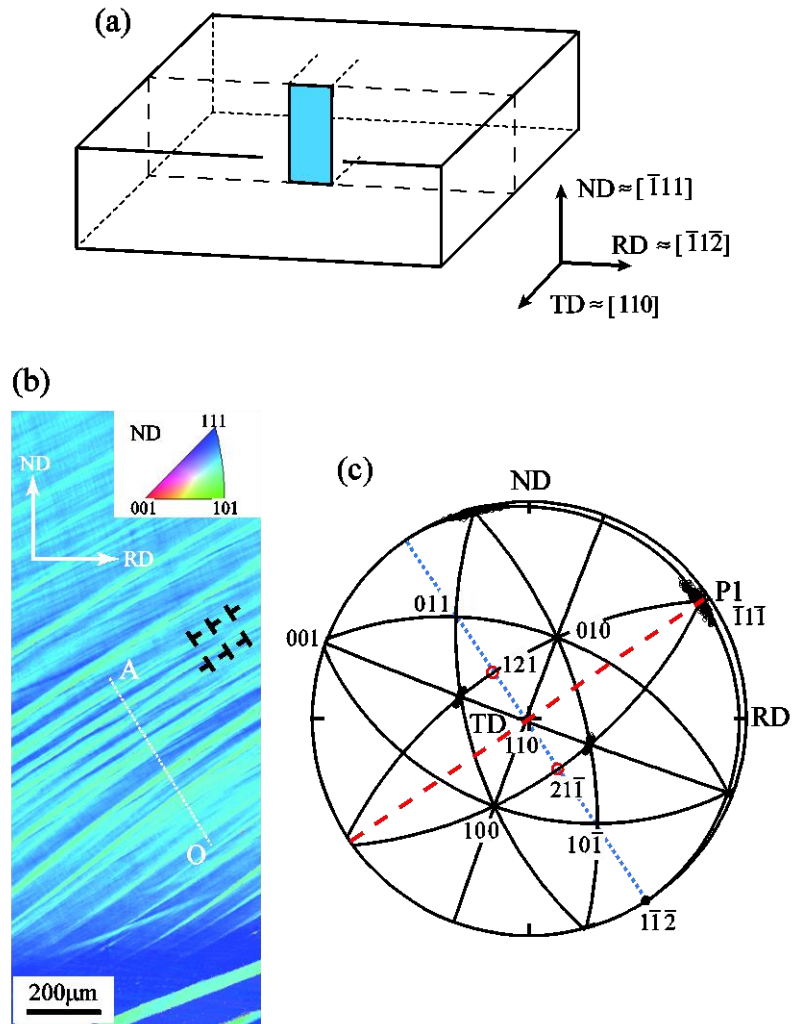 (a)
ND≈[1̄11]
RD≈[1̄12̄]
TD≈[110]
(b)
ND
111
ND
001
101
RD
A
O
200μm
(c)
ND
P1
1̄11̄
011
010
001
121
TD
RD
110
211̄
100
101̄
11̄2̄